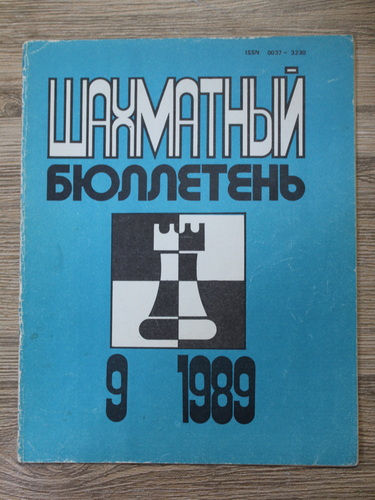 ISSN 0037-3230
ШАХМАТНЫЙ
БЮЛЛЕТЕНЬ
9 1989